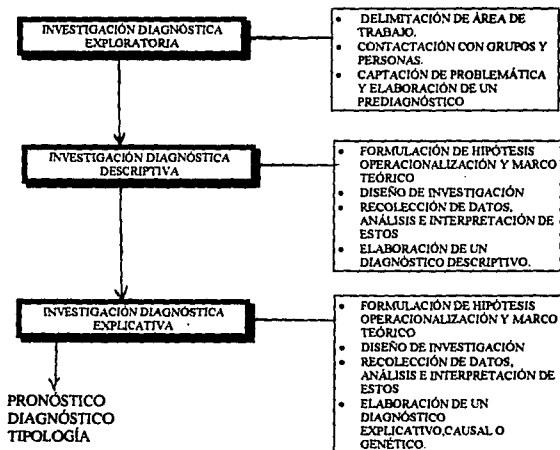 INVESTIGACIÓN DIAGNÓSTICA
EXPLORATORIA
• DELIMITACIÓN DE ÁREA DE
TRABAJO.
• CONTACTACIÓN CON GRUPOS Y
PERSONAS.
• CAPTACIÓN DE PROBLEMÁTICA
Y ELABORACIÓN DE UN
PREDIAGNÓSTICO
INVESTIGACIÓN DIAGNÓSTICA
DESCRIPTIVA
• FORMULACIÓN DE HIPÓTESIS
OPERACIONALIZACIÓN Y MARCO
TEÓRICO
• DISEÑO DE INVESTIGACIÓN
• RECOLECCIÓN DE DATOS,
ANÁLISIS E INTERPRETACIÓN DE
ESTOS
• ELABORACIÓN DE UN
DIAGNÓSTICO DESCRIPTIVO.
INVESTIGACIÓN DIAGNÓSTICA
EXPLICATIVA
• FORMULACIÓN DE HIPÓTESIS
OPERACIONALIZACIÓN Y MARCO
TEÓRICO
• DISEÑO DE INVESTIGACIÓN
• RECOLECCIÓN DE DATOS,
ANÁLISIS E INTERPRETACIÓN DE
ESTOS
• ELABORACIÓN DE UN
DIAGNÓSTICO
EXPLICATIVO,CAUSAL O
GENÉTICO.
PRONÓSTICO
DIAGNÓSTICO
TIPOLOGÍA